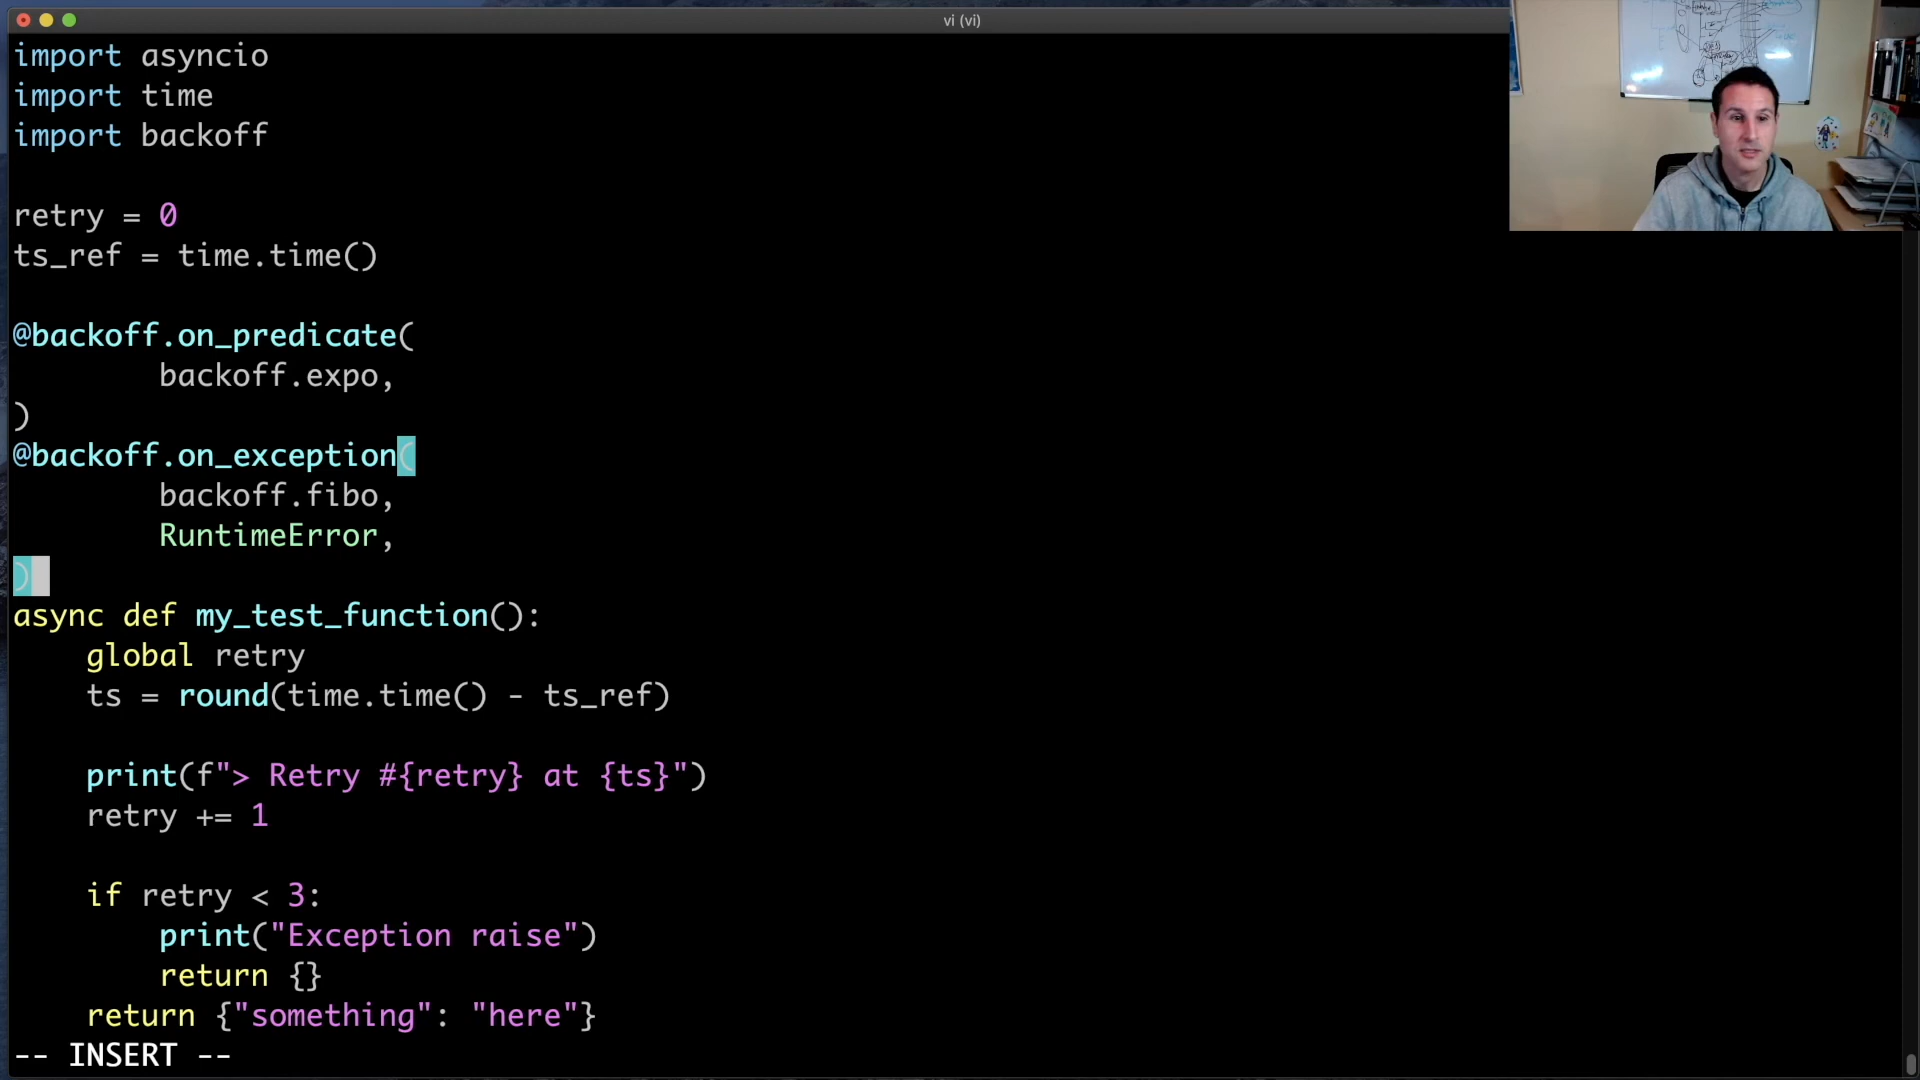 vi (vi)
import asyncio
import time
import backoff
retry = 0
ts_ref = time.time()
@backoff.on_predicate(
backoff.expo,
)
@backoff.on_exception(
backoff.fibo,
RuntimeError,
)
async def my_test_function():
global retry
ts = round(time.time() - ts_ref)
print(f"> Retry #{retry} at {ts}")
retry += 1
if retry < 3:
print("Exception raise")
return {}
return {"something": "here"}
-- INSERT --